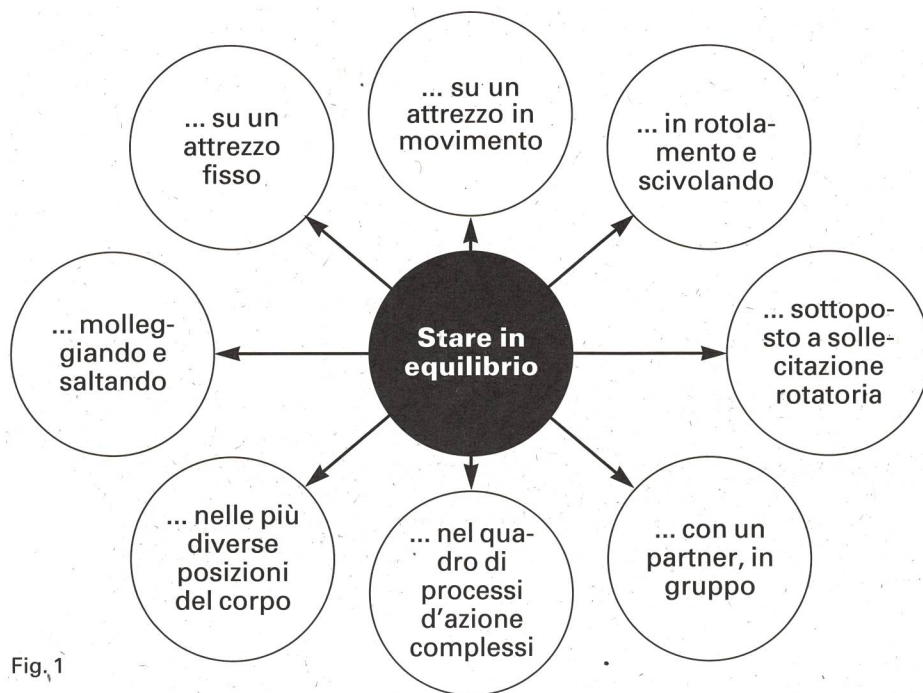 ... su un
attrezzo
fisso
... su un
attrezzo in
movimento
... in rotola-
mento e
scivolando
... molleg-
giando e
saltando
Stare in
equilibrio
... sottopo-
sto a solle-
citazione
rotatoria
... nelle più
diverse
posizioni
del corpo
... nel qua-
dro di
processi
d'azione
complessi
... con un
partner, in
gruppo
Fig. 1